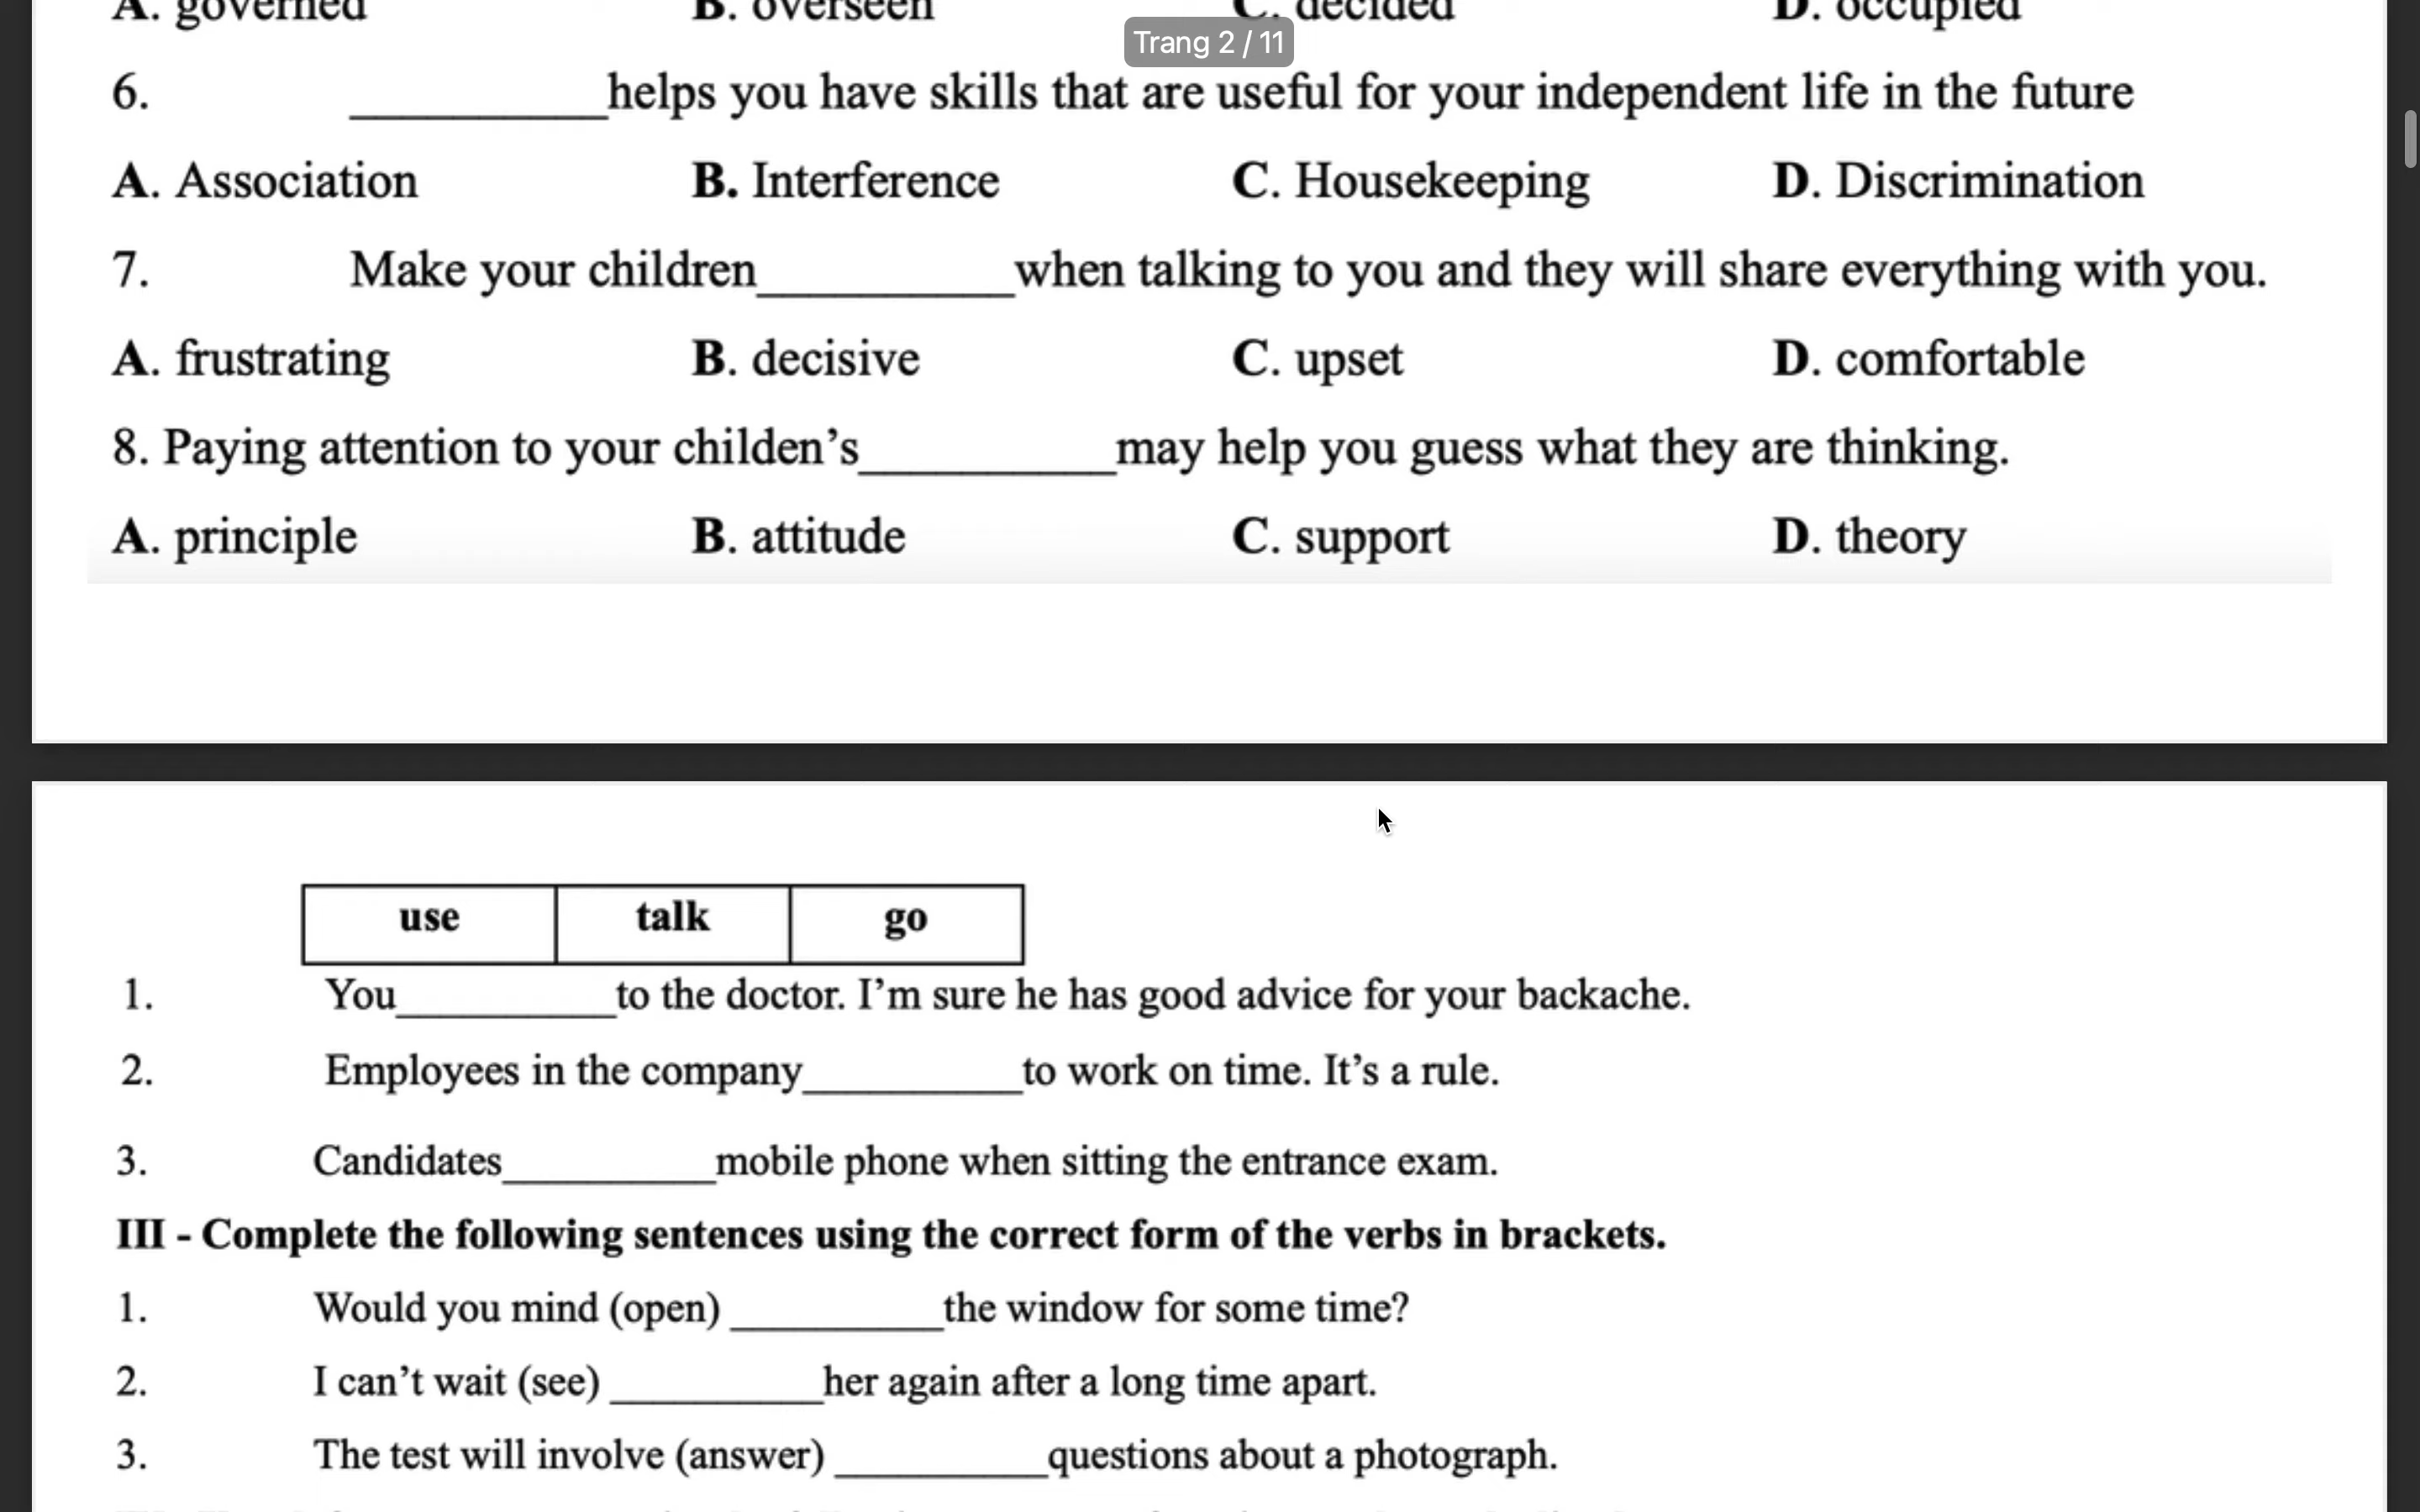 A. governed B. overseen C. decided D. occupied
Trang 2 / 11
6. __________helps you have skills that are useful for your independent life in the future
A. Association B. Interference C. Housekeeping D. Discrimination
7. Make your children__________when talking to you and they will share everything with you.
A. frustrating B. decisive C. upset D. comfortable
8. Paying attention to your childen’s__________may help you guess what they are thinking.
A. principle B. attitude C. support D. theory
use talk go
1. You__________to the doctor. I’m sure he has good advice for your backache.
2. Employees in the company__________to work on time. It’s a rule.
3. Candidates__________mobile phone when sitting the entrance exam.
III - Complete the following sentences using the correct form of the verbs in brackets.
1. Would you mind (open) __________the window for some time?
2. I can’t wait (see) __________her again after a long time apart.
3. The test will involve (answer) __________questions about a photograph.